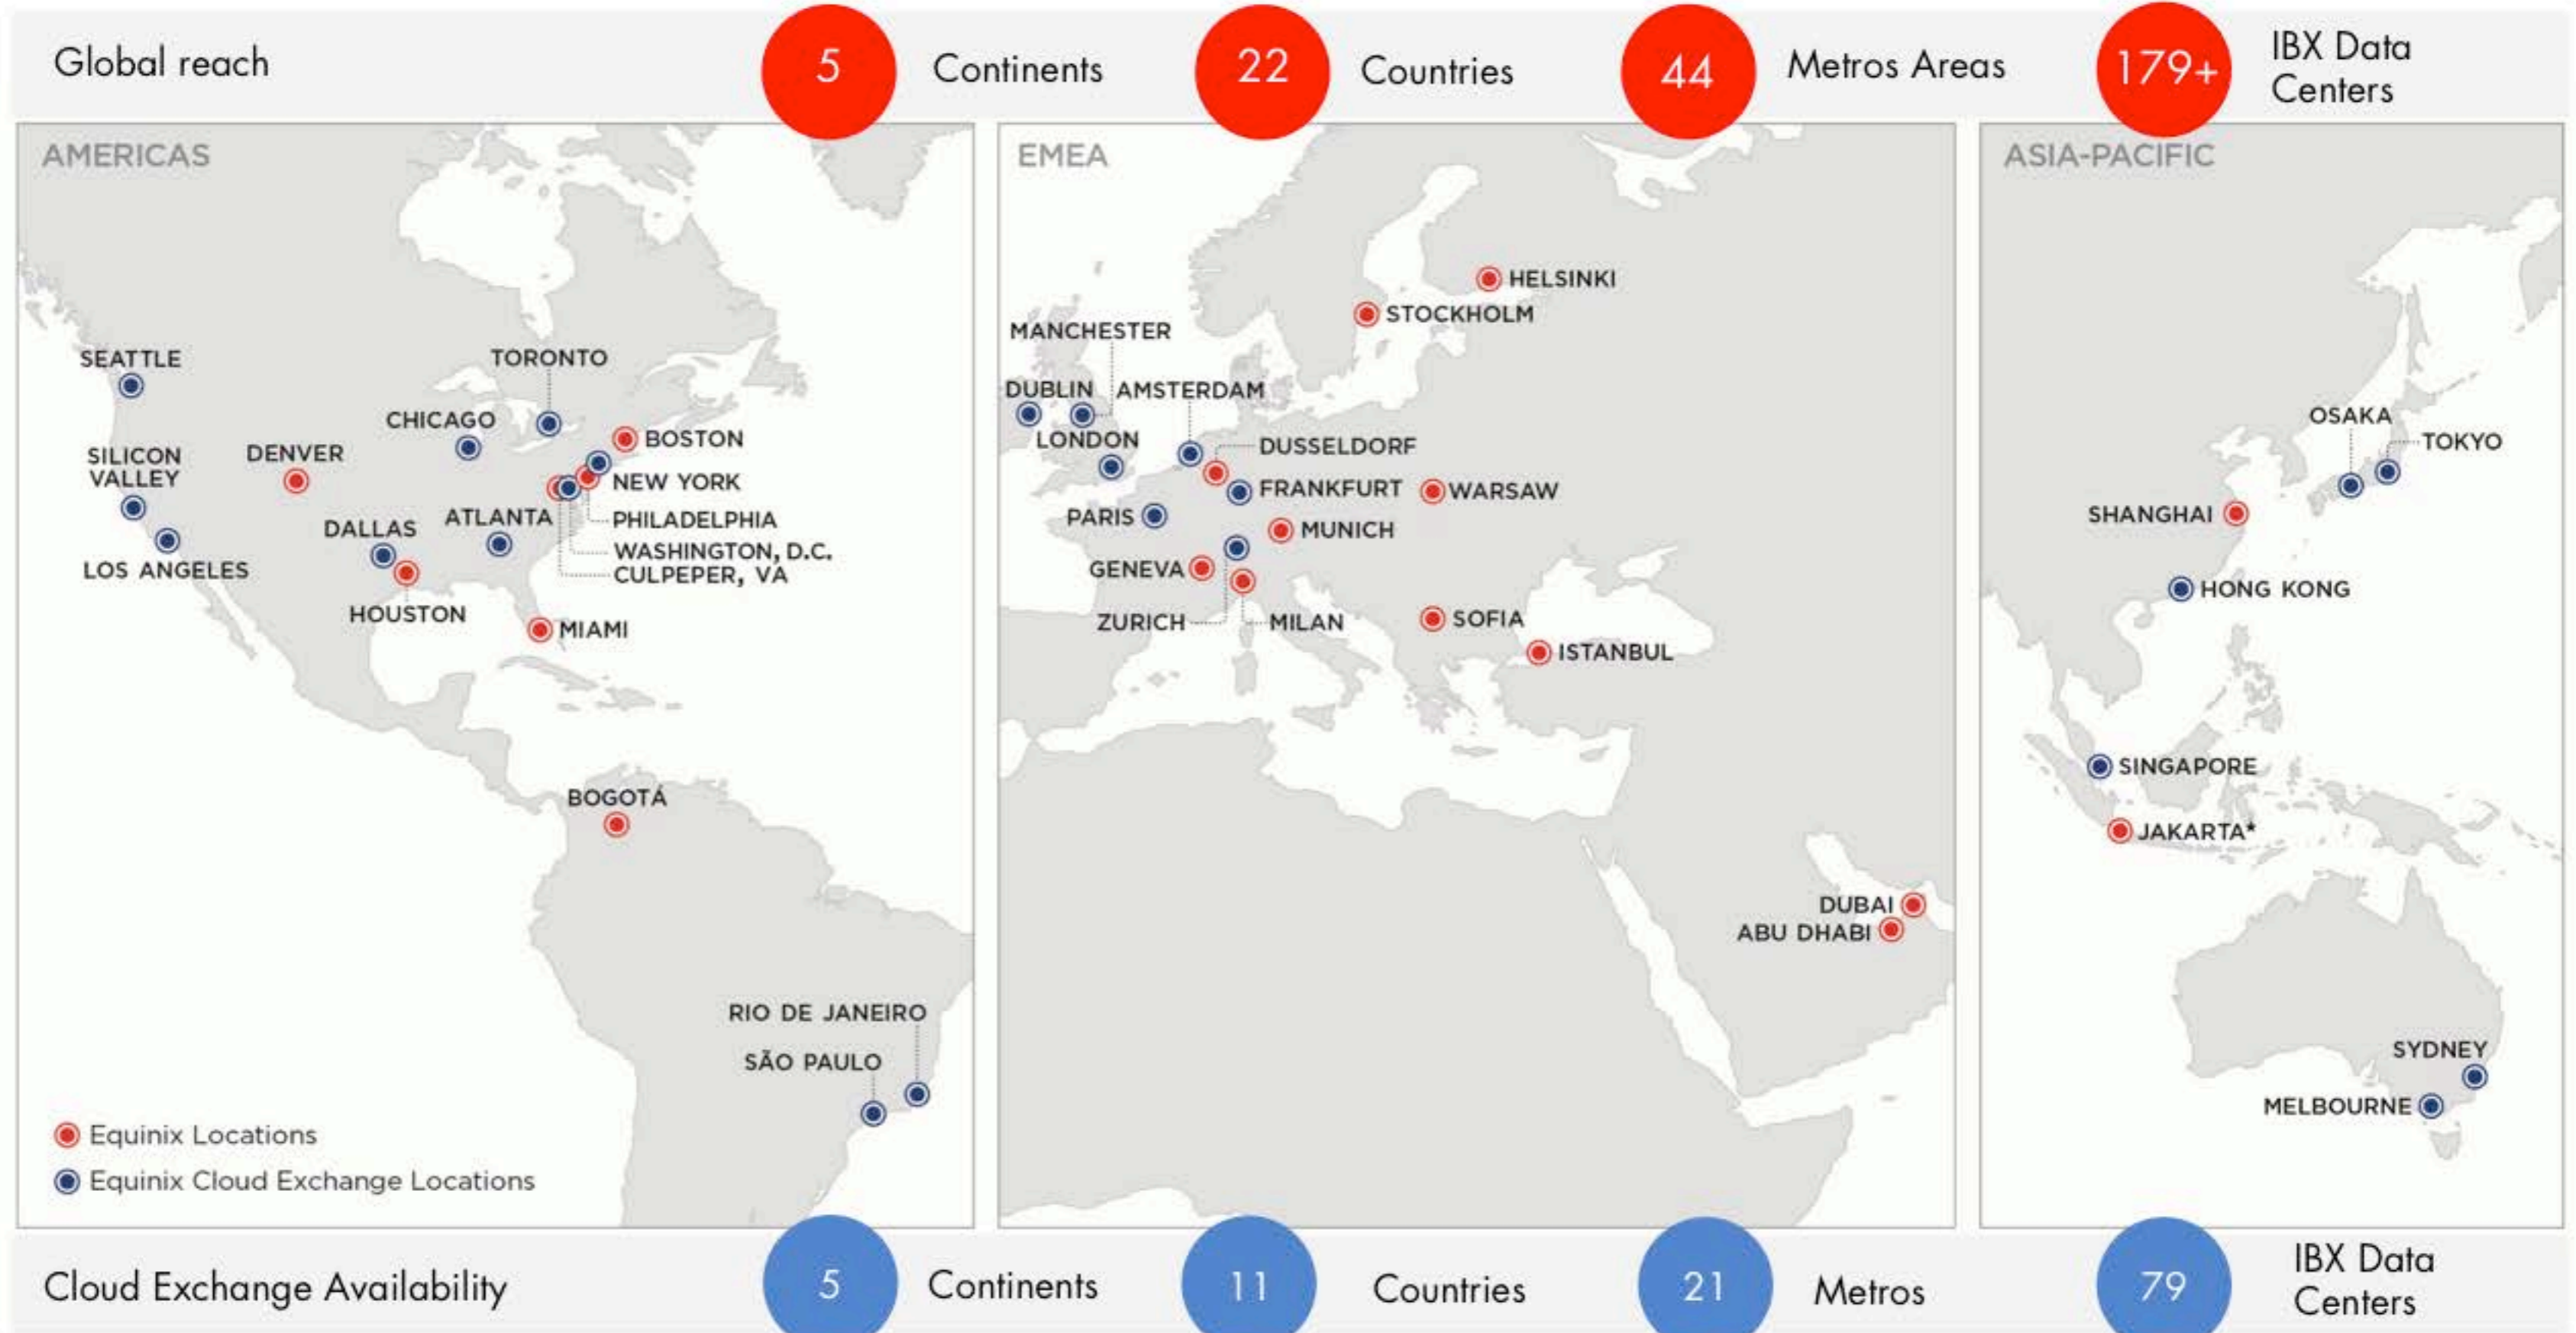 Global reach
5
Continents
22
Countries
44
Metros Areas
179+
IBX Data
Centers
AMERICAS
SEATTLE
TORONTO
CHICAGO
BOSTON
SILICON
VALLEY
DENVER
NEW YORK
DALLAS
ATLANTA
PHILADELPHIA
WASHINGTON, D.C.
LOS ANGELES
CULPEPER, VA
HOUSTON
MIAMI
BOGOTÁ
RIO DE JANEIRO
SÃO PAULO
Equinix Locations
Equinix Cloud Exchange Locations
EMEA
HELSINKI
STOCKHOLM
MANCHESTER
DUBLIN
AMSTERDAM
LONDON
DUSSELDORF
FRANKFURT
WARSAW
PARIS
MUNICH
GENEVA
ZURICH
MILAN
SOFIA
ISTANBUL
DUBAI
ABU DHABI
ASIA-PACIFIC
OSAKA
TOKYO
SHANGHAI
HONG KONG
SINGAPORE
JAKARTA*
SYDNEY
MELBOURNE
Cloud Exchange Availability
5
Continents
11
Countries
21
Metros
79
IBX Data
Centers